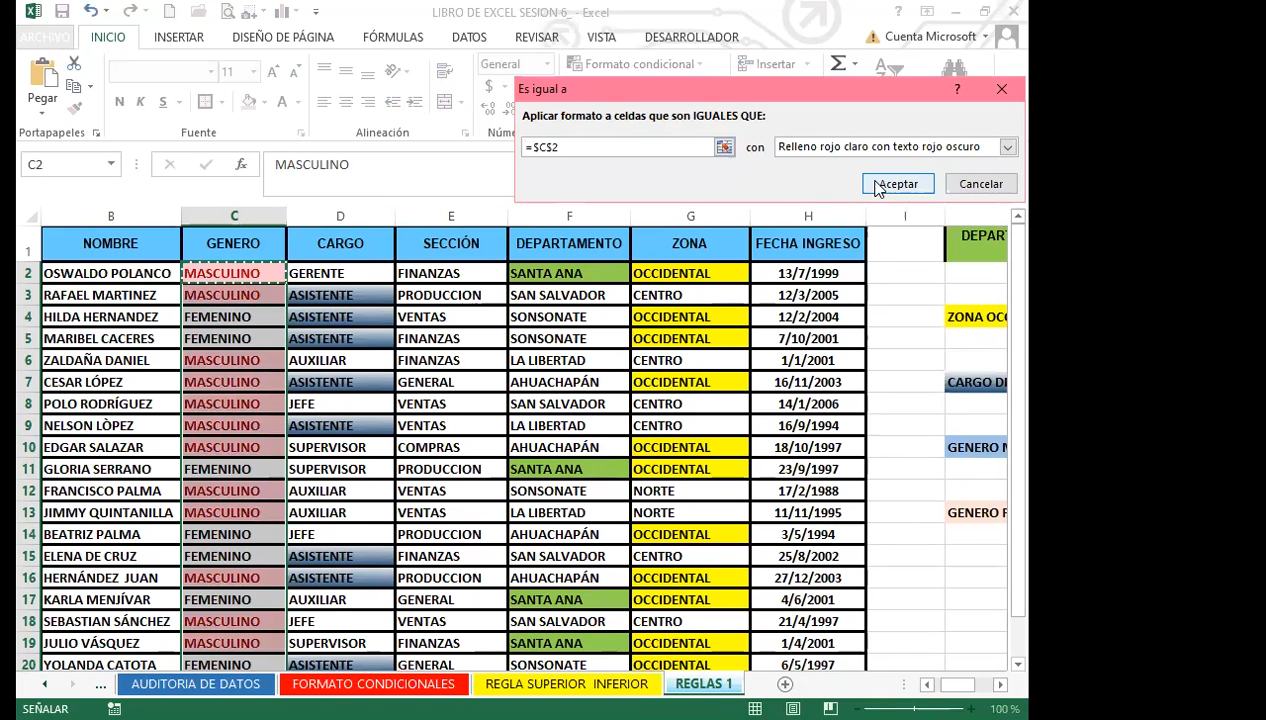 LIBRO DE EXCEL SESION 6_ - Excel
ARCHIVO INICIO INSERTAR DISEÑO DE PÁGINA FÓRMULAS DATOS REVISAR VISTA DESARROLLADOR Cuenta Microsoft
Pegar
11
General
Formato condicional
Insertar
N K S
Portapapeles
Fuente
Alineación
Es igual a
Aplicar formato a celdas que son IGUALES QUE:
=$C$2 con Relleno rojo claro con texto rojo oscuro
Aceptar Cancelar
C2 fx MASCULINO
B C D E F G H I
1 NOMBRE GENERO CARGO SECCIÓN DEPARTAMENTO ZONA FECHA INGRESO
2 OSWALDO POLANCO MASCULINO GERENTE FINANZAS SANTA ANA OCCIDENTAL 13/7/1999
3 RAFAEL MARTINEZ MASCULINO ASISTENTE PRODUCCION SAN SALVADOR CENTRO 12/3/2005
4 HILDA HERNANDEZ FEMENINO ASISTENTE VENTAS SONSONATE OCCIDENTAL 12/2/2004 ZONA
5 MARIBEL CACERES FEMENINO ASISTENTE FINANZAS SONSONATE OCCIDENTAL 7/10/2001
6 ZALDAÑA DANIEL MASCULINO AUXILIAR FINANZAS LA LIBERTAD CENTRO 1/1/2001
7 CESAR LÓPEZ MASCULINO ASISTENTE GENERAL AHUACHAPÁN OCCIDENTAL 16/11/2003 CARGO
8 POLO RODRÍGUEZ MASCULINO JEFE VENTAS SAN SALVADOR CENTRO 14/1/2006
9 NELSON LÒPEZ MASCULINO ASISTENTE VENTAS LA LIBERTAD CENTRO 16/9/1994
10 EDGAR SALAZAR MASCULINO SUPERVISOR COMPRAS AHUACHAPÁN OCCIDENTAL 18/10/1997 GENERO
11 GLORIA SERRANO FEMENINO SUPERVISOR PRODUCCION SANTA ANA OCCIDENTAL 23/9/1997
12 FRANCISCO PALMA MASCULINO AUXILIAR VENTAS SONSONATE NORTE 17/2/1988
13 JIMMY QUINTANILLA MASCULINO AUXILIAR VENTAS LA LIBERTAD NORTE 11/11/1995 GENERO
14 BEATRIZ PALMA FEMENINO JEFE PRODUCCION AHUACHAPÁN OCCIDENTAL 3/5/1994
15 ELENA DE CRUZ FEMENINO ASISTENTE FINANZAS SAN SALVADOR CENTRO 25/8/2002
16 HERNÁNDEZ JUAN MASCULINO ASISTENTE PRODUCCION AHUACHAPÁN OCCIDENTAL 27/12/2003
17 KARLA MENJÍVAR FEMENINO AUXILIAR GENERAL SANTA ANA OCCIDENTAL 4/6/2001
18 SEBASTIAN SÁNCHEZ MASCULINO JEFE VENTAS SAN SALVADOR CENTRO 21/4/1997
19 JULIO VÁSQUEZ MASCULINO SUPERVISOR FINANZAS SANTA ANA OCCIDENTAL 1/4/2001
20 YOLANDA CATOTA FEMENINO ASISTENTE GENERAL SONSONATE OCCIDENTAL 6/5/1997
... AUDITORIA DE DATOS FORMATO CONDICIONALES REGLA SUPERIOR INFERIOR REGLAS 1
SEÑALAR 100 %